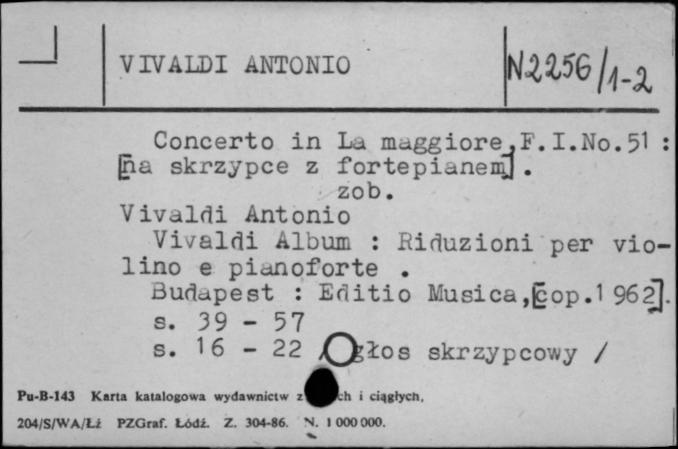 VIVALDI ANTONIO
N2256/1-2
Concerto in La maggiore,F.I.No.51 :
[na skrzypce z fortepianem].
zob.
Vivaldi Antonio
Vivaldi Album : Riduzioni per vio-
lino e pianoforte .
Budapest : Editio Musica,[cop.1962].
s. 39 - 57
s. 16 - 22 / głos skrzypcowy /
Pu-B-143 Karta katalogowa wydawnictw i ciągłych,
204/S/WA/Łż PZGraf. Łódź. Z. 304-86. N. 1 000 000.